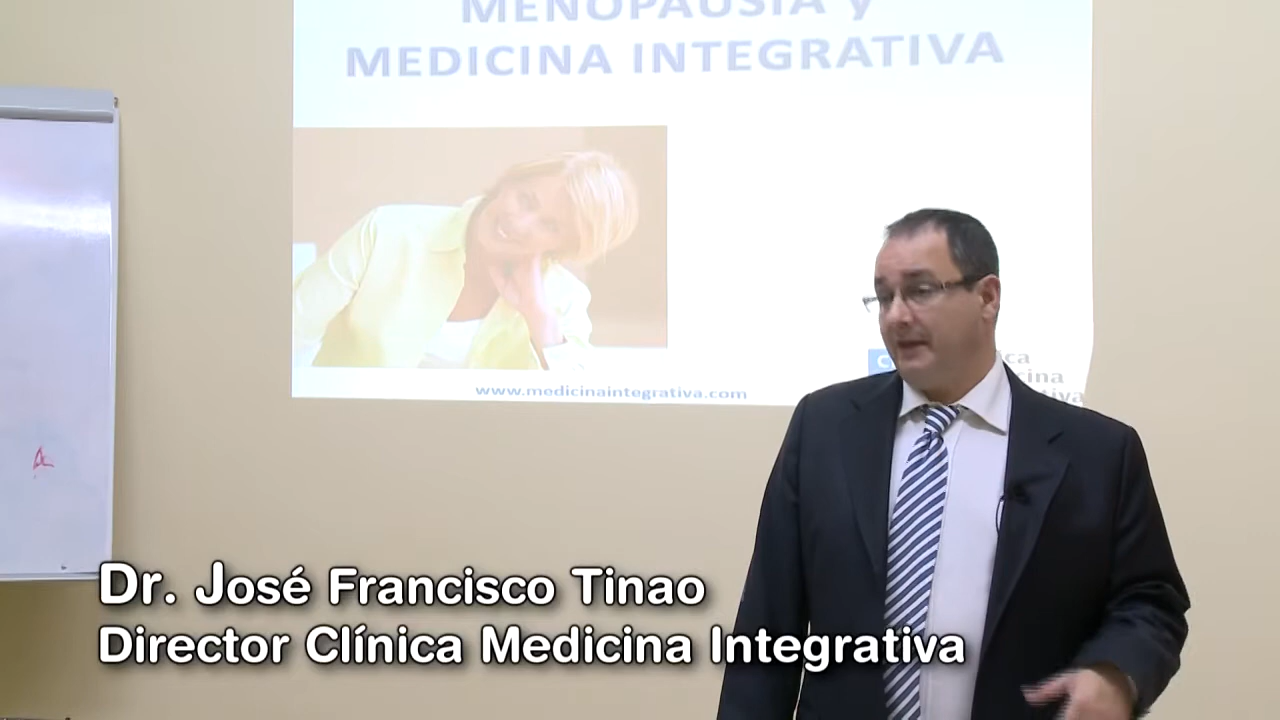 MENOPAUSIA y
MEDICINA INTEGRATIVA
www.medicinaintegrativa.com
Dr. José Francisco Tinao
Director Clínica Medicina Integrativa